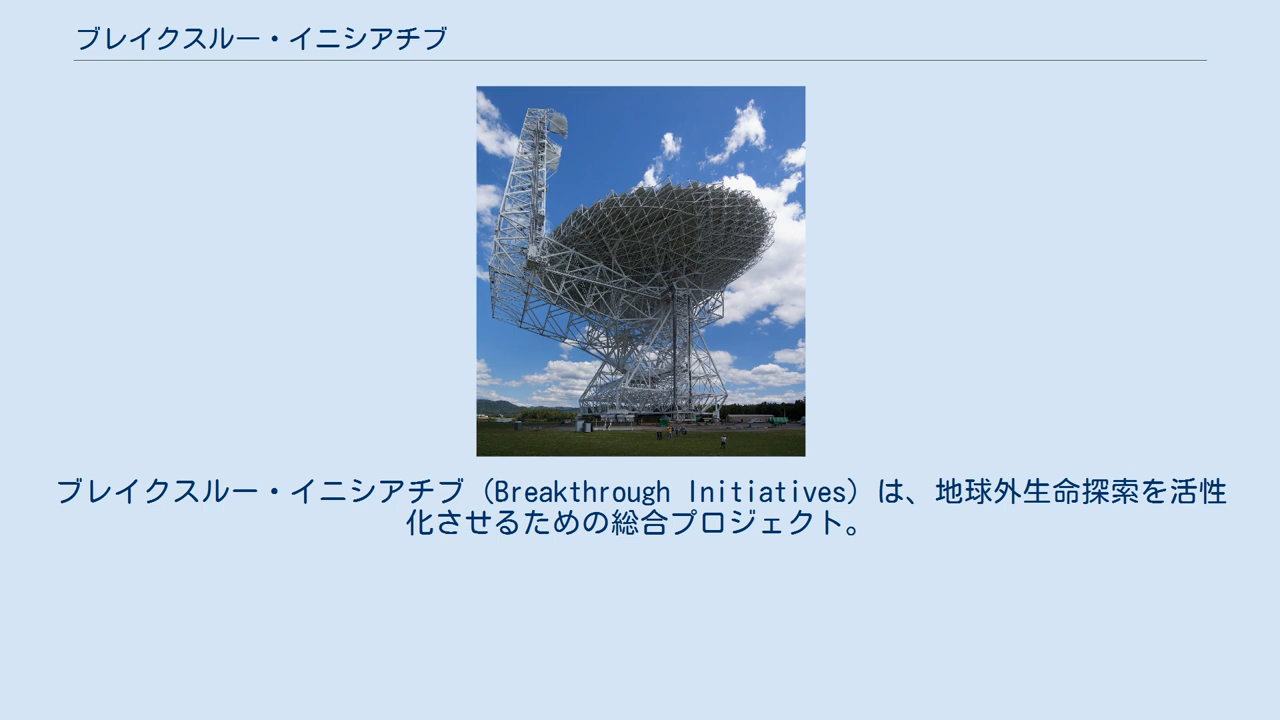 ブレイクスルー・イニシアチブ
ブレイクスルー・イニシアチブ（Breakthrough Initiatives）は、地球外生命探索を活性
化させるための総合プロジェクト。